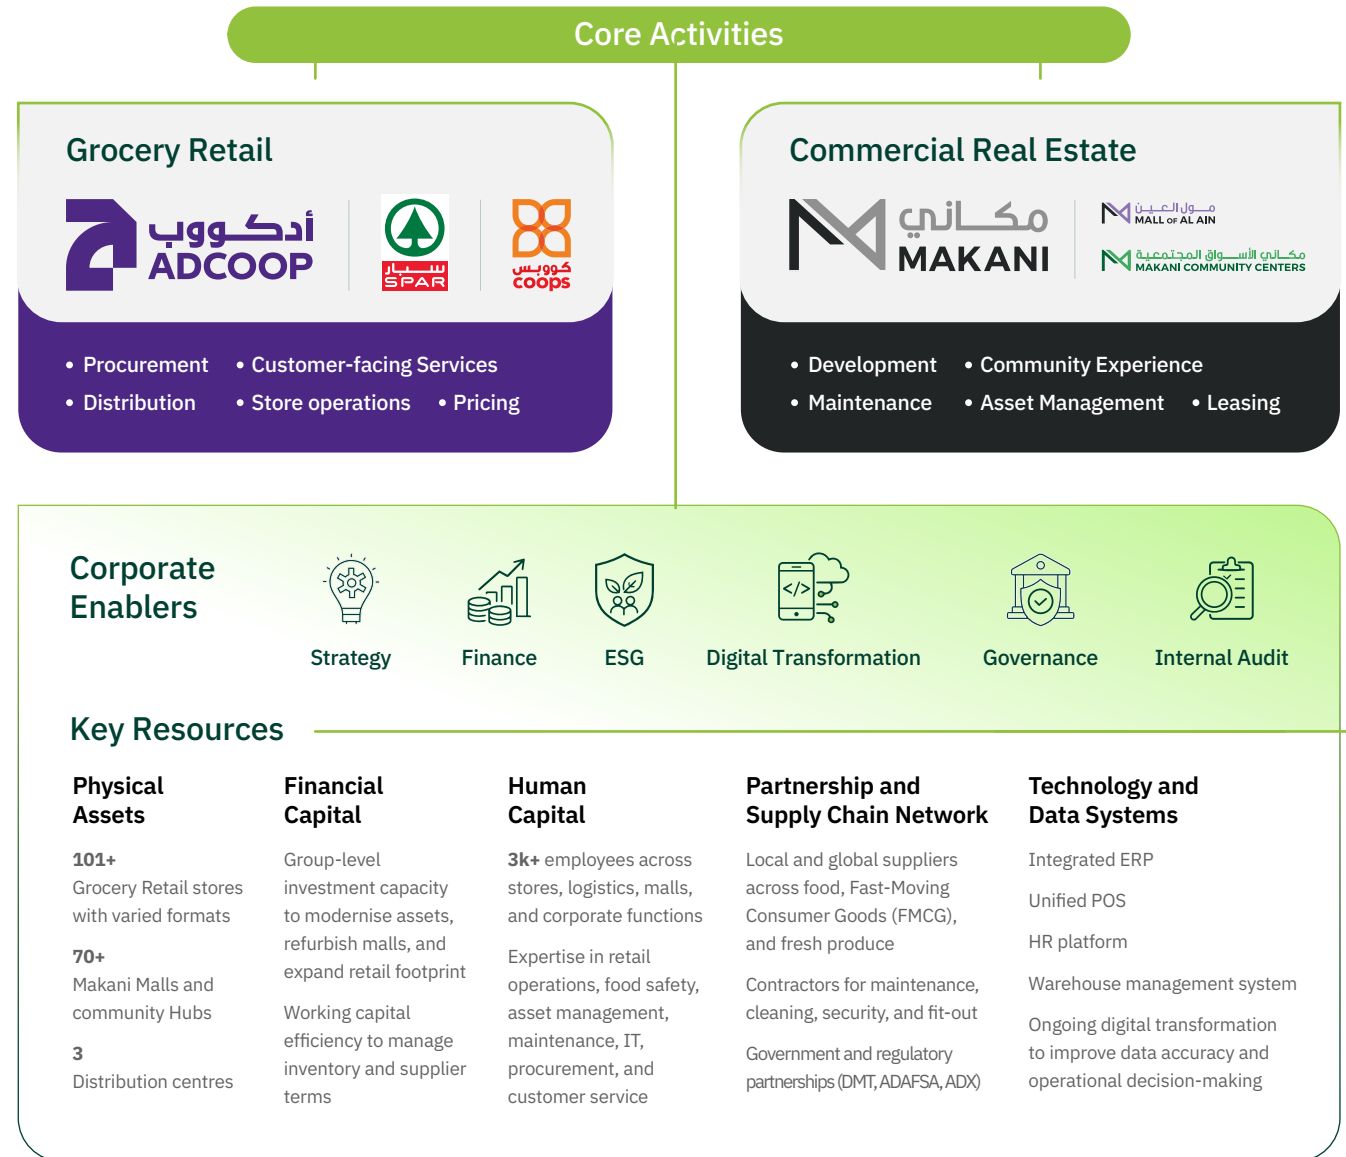 Core Activities
Grocery Retail
أدكووب
ADCOOP
سبار
SPAR
كووبس
coops
• Procurement • Customer-facing Services
• Distribution • Store operations • Pricing
Commercial Real Estate
مكاني
MAKANI
مول العين
MALL OF AL AIN
مكاني الأسواق المجتمعية
MAKANI COMMUNITY CENTERS
• Development • Community Experience
• Maintenance • Asset Management • Leasing
Corporate
Enablers
Strategy
Finance
ESG
</>
Digital Transformation
Governance
Internal Audit
Key Resources
Physical
Assets
101+
Grocery Retail stores
with varied formats
70+
Makani Malls and
community Hubs
3
Distribution centres
Financial
Capital
Group-level
investment capacity
to modernise assets,
refurbish malls, and
expand retail footprint
Working capital
efficiency to manage
inventory and supplier
terms
Human
Capital
3k+ employees across
stores, logistics, malls,
and corporate functions
Expertise in retail
operations, food safety,
asset management,
maintenance, IT,
procurement, and
customer service
Partnership and
Supply Chain Network
Local and global suppliers
across food, Fast-Moving
Consumer Goods (FMCG),
and fresh produce
Contractors for maintenance,
cleaning, security, and fit-out
Government and regulatory
partnerships (DMT, ADAFSA, ADX)
Technology and
Data Systems
Integrated ERP
Unified POS
HR platform
Warehouse management system
Ongoing digital transformation
to improve data accuracy and
operational decision-making